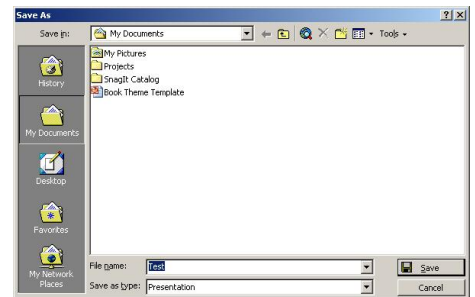 Save As
Save in: My Documents Tools
History
My Documents
Desktop
Favorites
My Network
Places
My Pictures
Projects
SnagIt Catalog
Book Theme Template
File name: Test Save
Save as type: Presentation Cancel